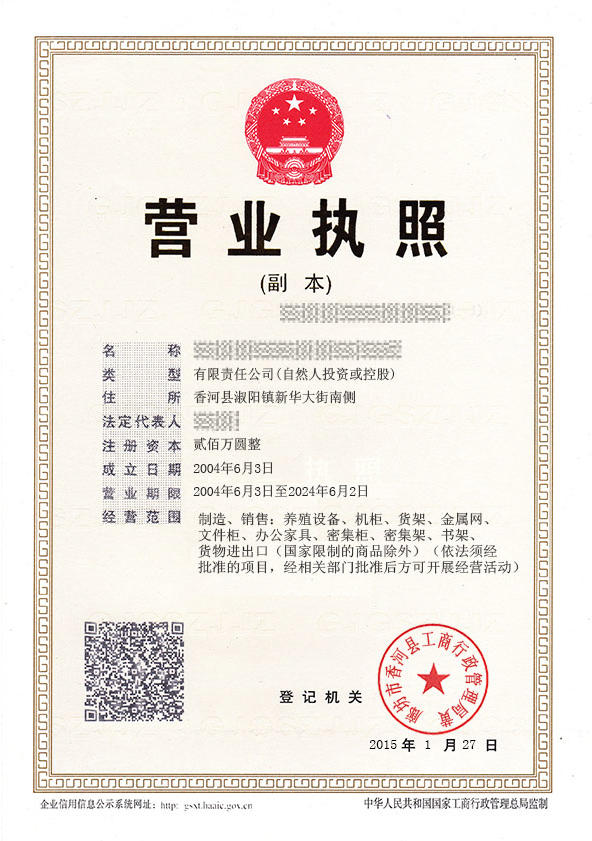 营业执照
(副 本)
名 称
类 型 有限责任公司(自然人投资或控股)
住 所 香河县淑阳镇新华大街南侧
法定代表人
注册资本 贰佰万圆整
成立日期 2004年6月3日
营业期限 2004年6月3日至2024年6月2日
经营范围 制造、销售：养殖设备、机柜、货架、金属网、
文件柜、办公家具、密集柜、密集架、书架、
货物进出口（国家限制的商品除外）（依法须经
批准的项目，经相关部门批准后方可开展经营活动）
廊坊市香河县工商行政管理局
登记机关
2015 年 1 月 27 日
企业信用信息公示系统网址： http: gsxt.haaic.gov.cn
中华人民共和国国家工商行政管理总局监制